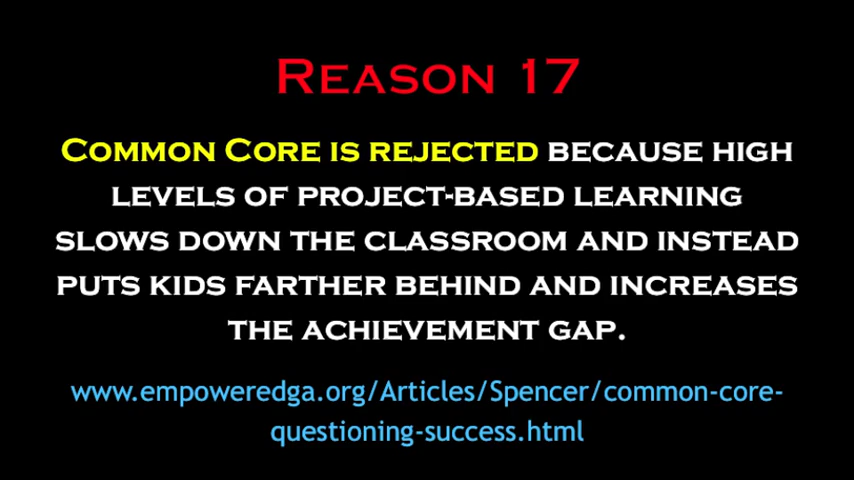 Reason 17
Common Core is rejected because high
levels of project-based learning
slows down the classroom and instead
puts kids farther behind and increases
the achievement gap.
www.empoweredga.org/Articles/Spencer/common-core-
questioning-success.html